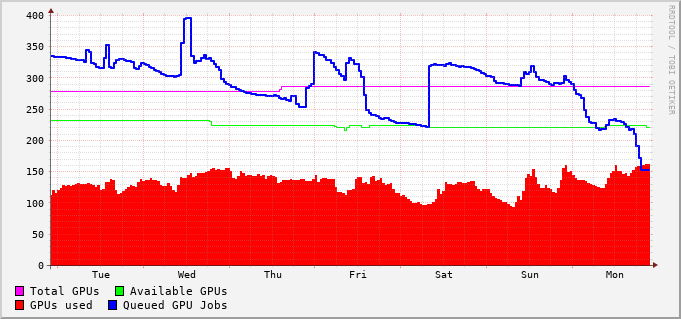 400
350
300
250
200
150
100
50
0
Tue Wed Thu Fri Sat Sun Mon
Total GPUs Available GPUs
GPUs used Queued GPU Jobs
RRDTOOL / TOBI OETIKER